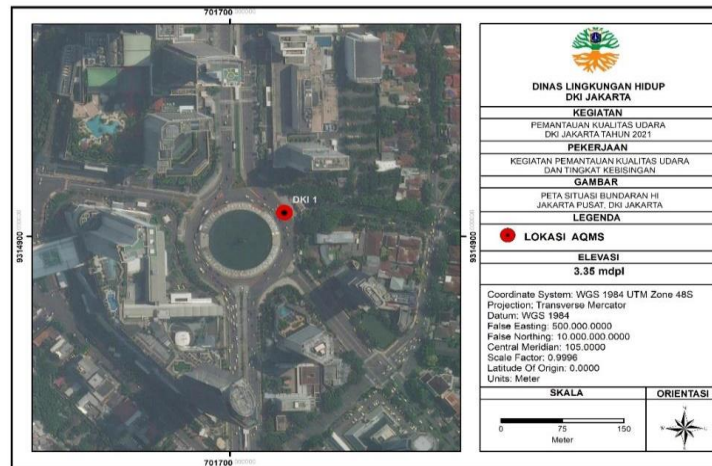 701700
DKI 1
9314900
9314900
701700
DINAS LINGKUNGAN HIDUP
DKI JAKARTA
KEGIATAN
PEMANTAUAN KUALITAS UDARA
DKI JAKARTA TAHUN 2021
PEKERJAAN
KEGIATAN PEMANTAUAN KUALITAS UDARA
DAN TINGKAT KEBISINGAN
GAMBAR
PETA SITUASI BUNDARAN HI
JAKARTA PUSAT, DKI JAKARTA
LEGENDA
LOKASI AQMS
ELEVASI
3.35 mdpl
Coordinate System: WGS 1984 UTM Zone 48S
Projection: Transverse Mercator
Datum: WGS 1984
False Easting: 500.000.0000
False Northing: 10.000.000.0000
Central Meridian: 105.0000
Scale Factor: 0.9996
Latitude Of Origin: 0.0000
Units: Meter
SKALA
ORIENTASI
0 75 150
Meter